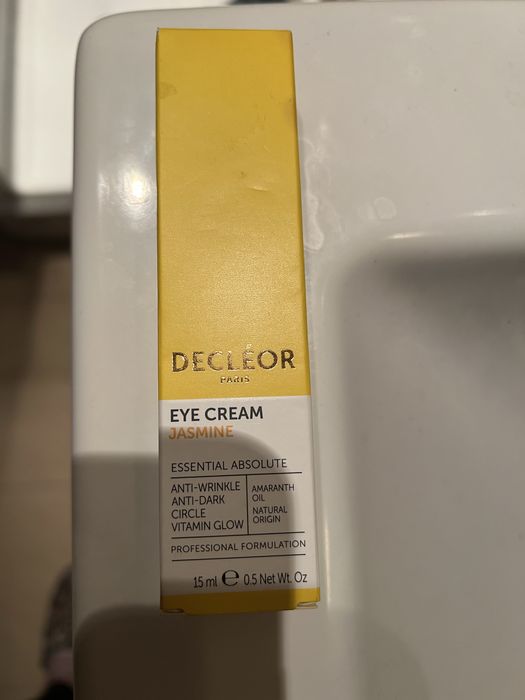 DECLÉOR
PARIS
EYE CREAM
JASMINE
ESSENTIAL ABSOLUTE
ANTI-WRINKLE
ANTI-DARK
CIRCLE
VITAMIN GLOW
AMARANTH
OIL
NATURAL
ORIGIN
PROFESSIONAL FORMULATION
15 ml ℮ 0.5 Net Wt. Oz